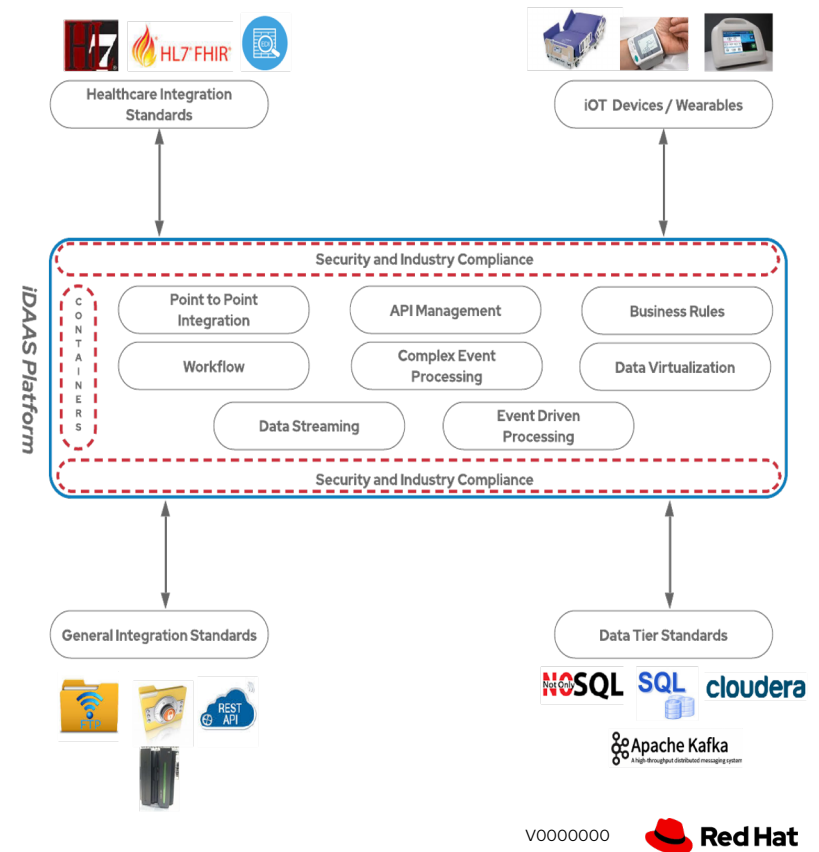 HL7
HL7® FHIR®
Healthcare Integration
Standards
iOT Devices / Wearables
iDAAS Platform
Security and Industry Compliance
CONTAINERS
Point to Point
Integration
API Management
Business Rules
Workflow
Complex Event
Processing
Data Virtualization
Data Streaming
Event Driven
Processing
Security and Industry Compliance
General Integration Standards
Data Tier Standards
FTP
REST
API
Not Only
NOSQL
SQL
cloudera
Apache Kafka
A high-throughput distributed messaging system
V0000000
Red Hat